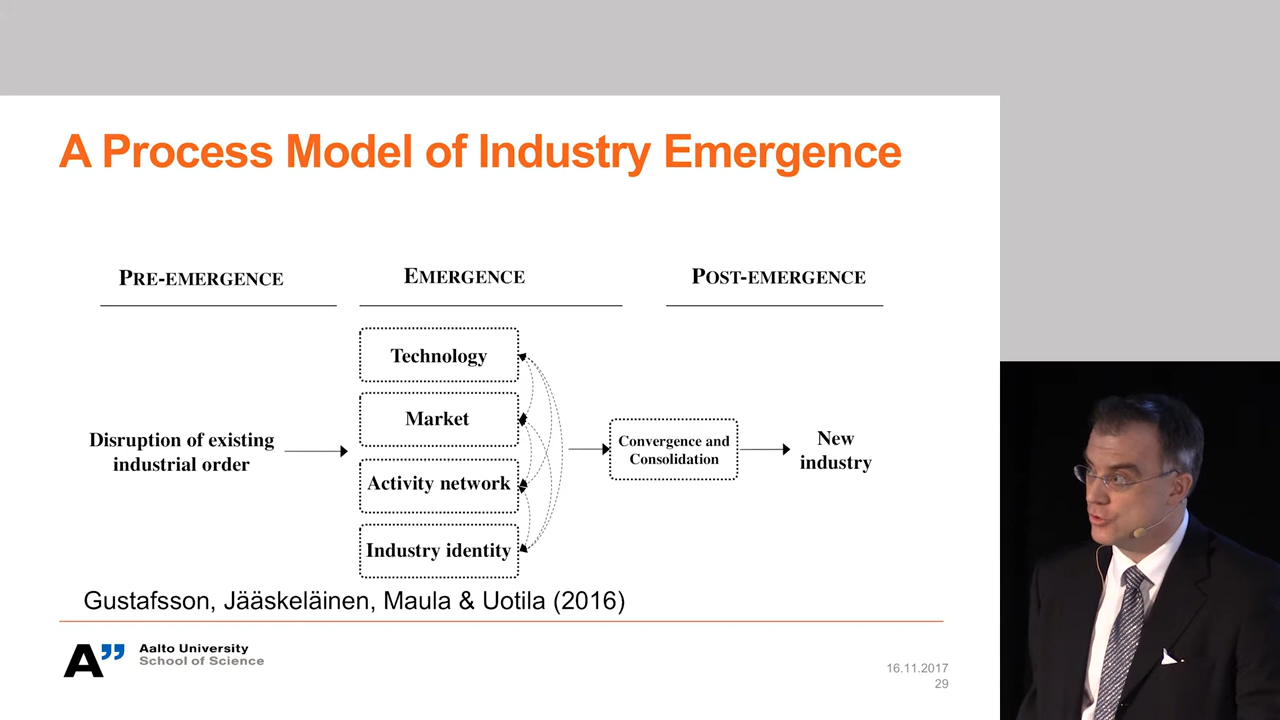 A Process Model of Industry Emergence
PRE-EMERGENCE
EMERGENCE
POST-EMERGENCE
Technology
Market
Activity network
Industry identity
Disruption of existing
industrial order
Convergence and
Consolidation
New
industry
Gustafsson, Jääskeläinen, Maula & Uotila (2016)
A”
Aalto University
School of Science
16.11.2017
29